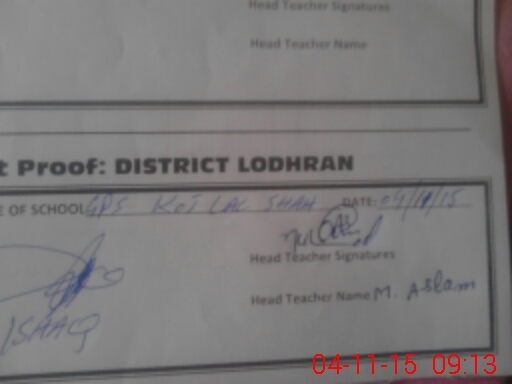 Head Teacher Signatures
Head Teacher Name
t Proof: DISTRICT LODHRAN
E OF SCHOOL GPS KOT LAL SHAH DATE: 04/11/15
Head Teacher Signatures
Head Teacher Name M. Aslam
ISHAQ
04-11-15 09:13